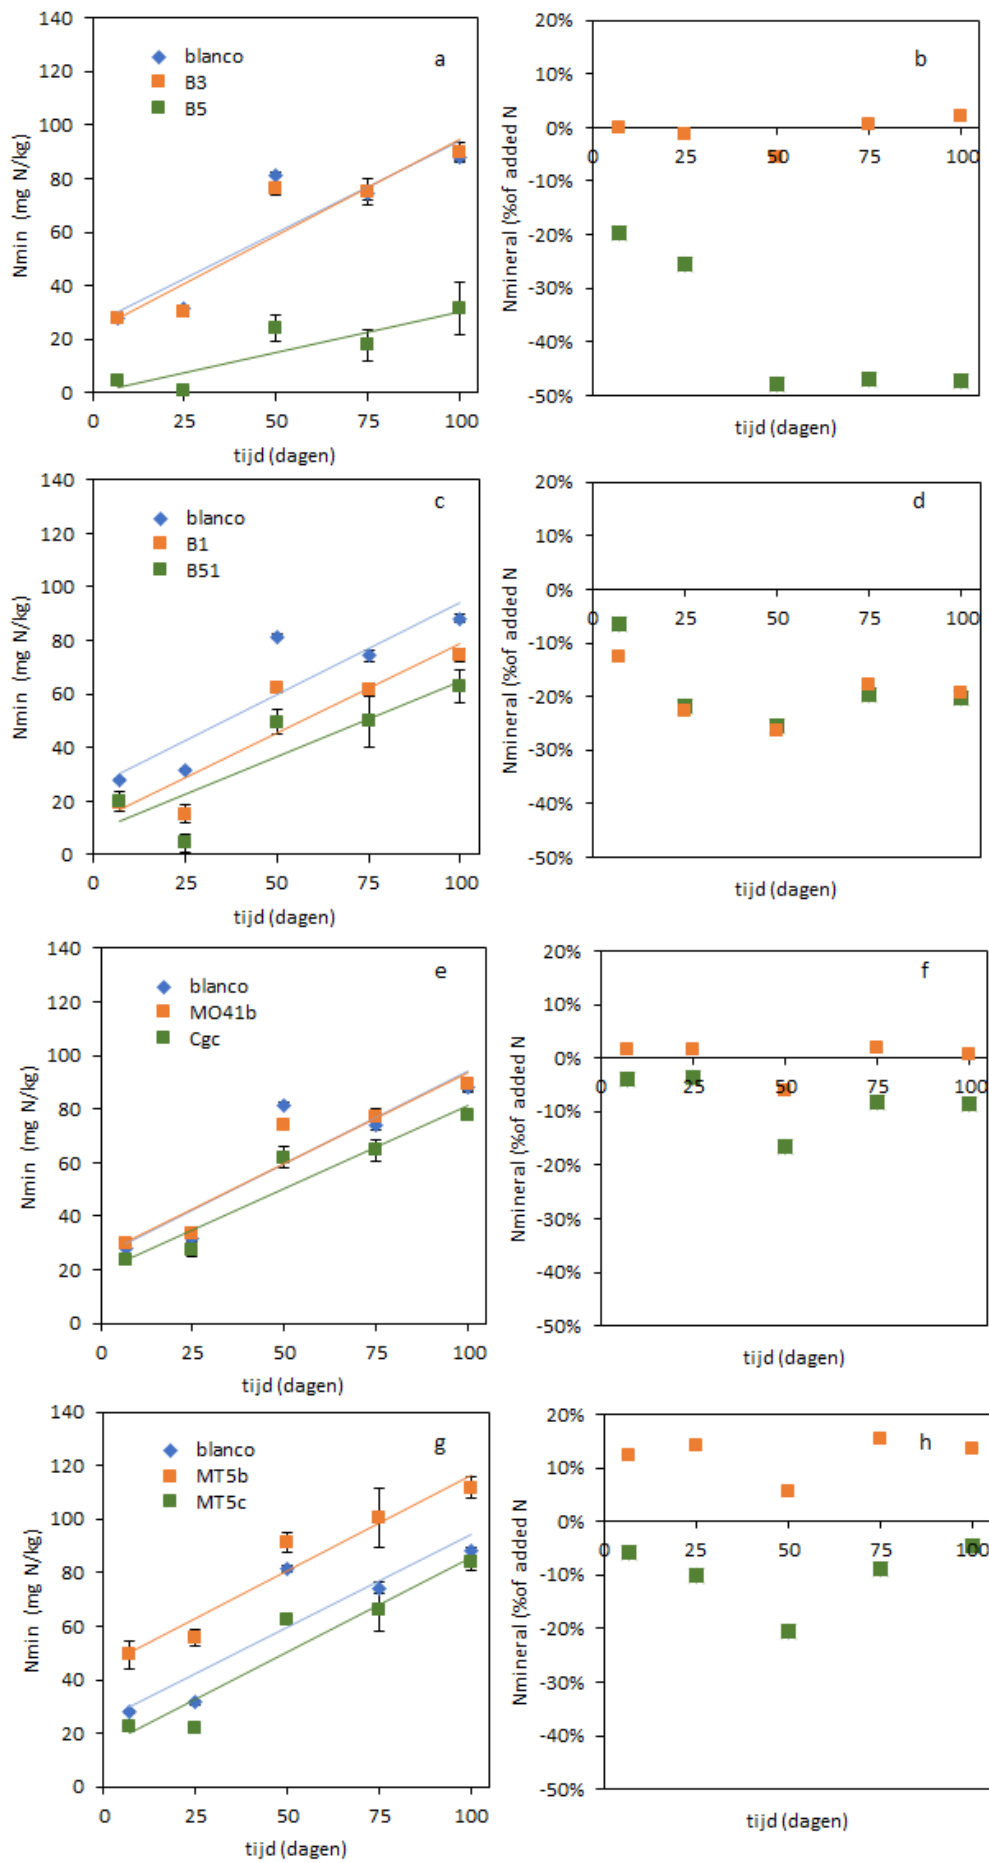 a
blanco
B3
B5
Nmin (mg N/kg)
140
120
100
80
60
40
20
0
0 25 50 75 100
tijd (dagen)
b
Nmineral (%of added N
20%
10%
0%
-10%
-20%
-30%
-40%
-50%
0 25 50 75 100
tijd (dagen)
c
blanco
B1
B51
Nmin (mg N/kg)
140
120
100
80
60
40
20
0
0 25 50 75 100
tijd (dagen)
d
Nmineral (%of added N
20%
10%
0%
-10%
-20%
-30%
-40%
-50%
0 25 50 75 100
tijd (dagen)
e
blanco
MO41b
Cgc
Nmin (mg N/kg)
140
120
100
80
60
40
20
0
0 25 50 75 100
tijd (dagen)
f
Nmineral (%of added N
20%
10%
0%
-10%
-20%
-30%
-40%
-50%
0 25 50 75 100
tijd (dagen)
g
blanco
MT5b
MT5c
Nmin (mg N/kg)
140
120
100
80
60
40
20
0
0 25 50 75 100
tijd (dagen)
h
Nmineral (%of added N
20%
10%
0%
-10%
-20%
-30%
-40%
-50%
0 25 50 75 100
tijd (dagen)